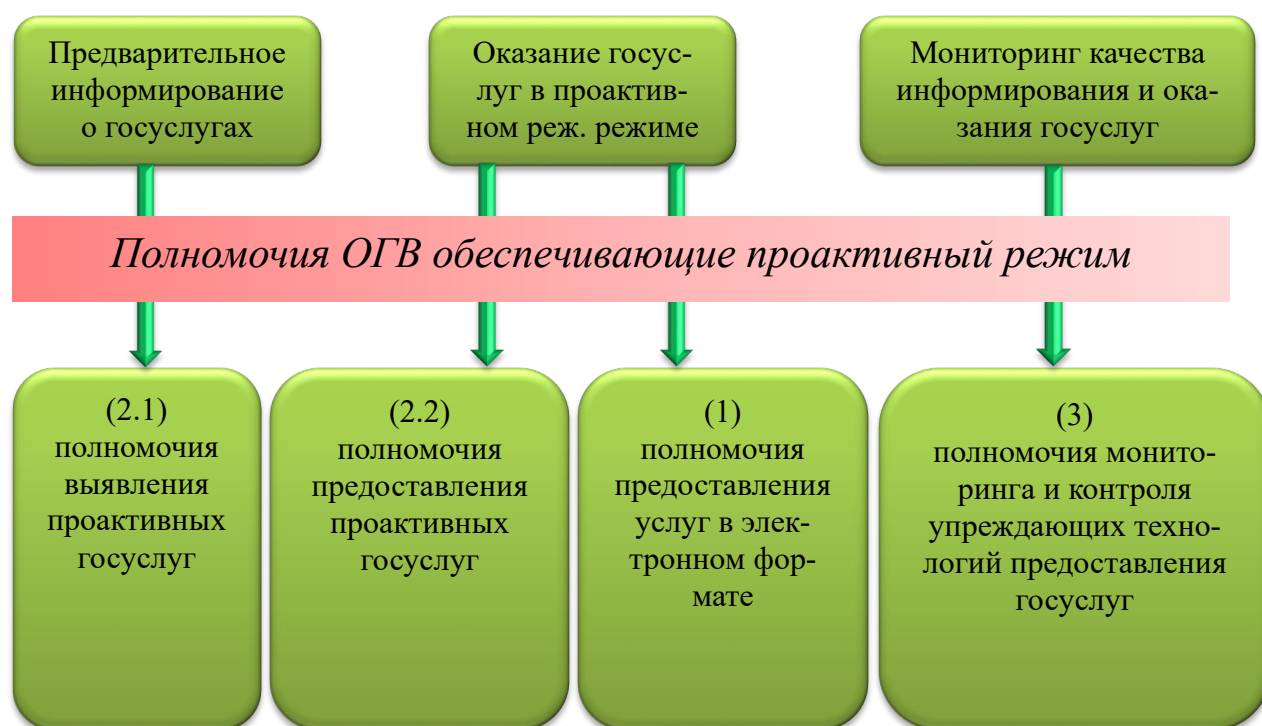 Предварительное
информирование
о госуслугах
Оказание госус-
луг в проактив-
ном реж. режиме
Мониторинг качества
информирования и ока-
зания госуслуг
Полномочия ОГВ обеспечивающие проактивный режим
(2.1)
полномочия
выявления
проактивных
госуслуг
(2.2)
полномочия
предоставления
проактивных
госуслуг
(1)
полномочия
предоставления
услуг в элек-
тронном фор-
мате
(3)
полномочия монито-
ринга и контроля
упреждающих техно-
логий предоставления
госуслуг